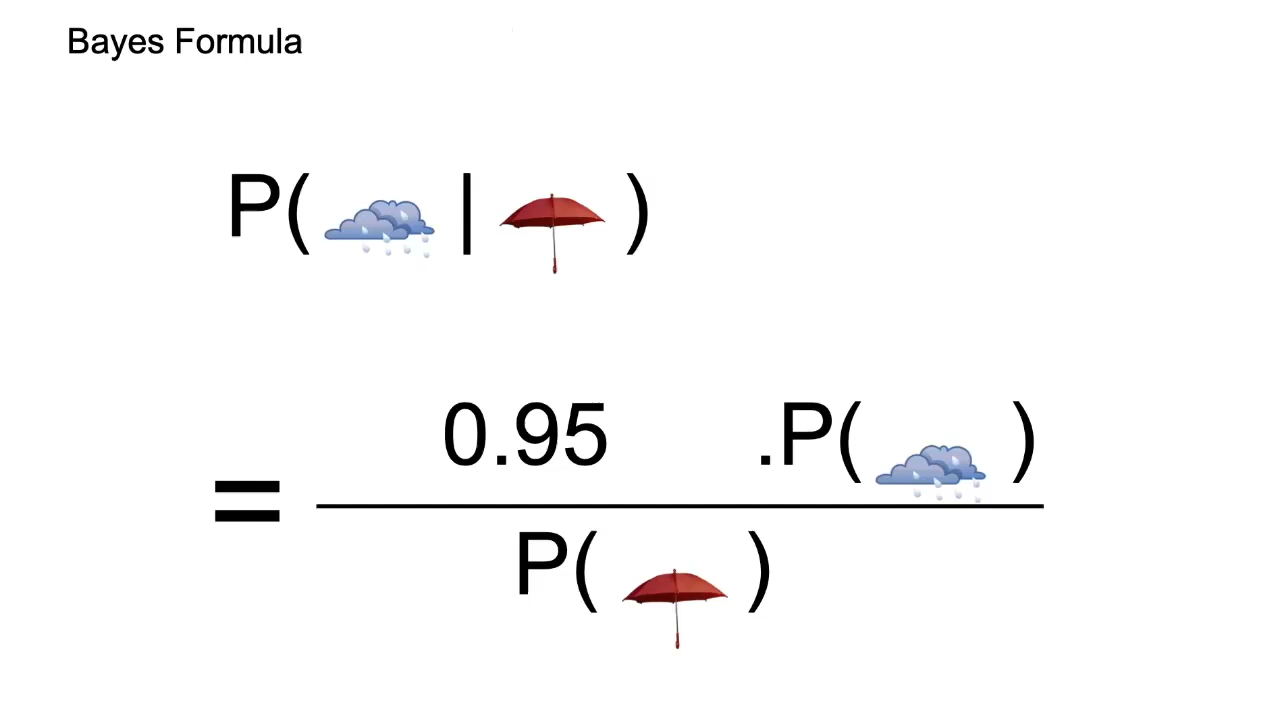 Bayes Formula
P( | )
0.95 .P( )
=
P( )